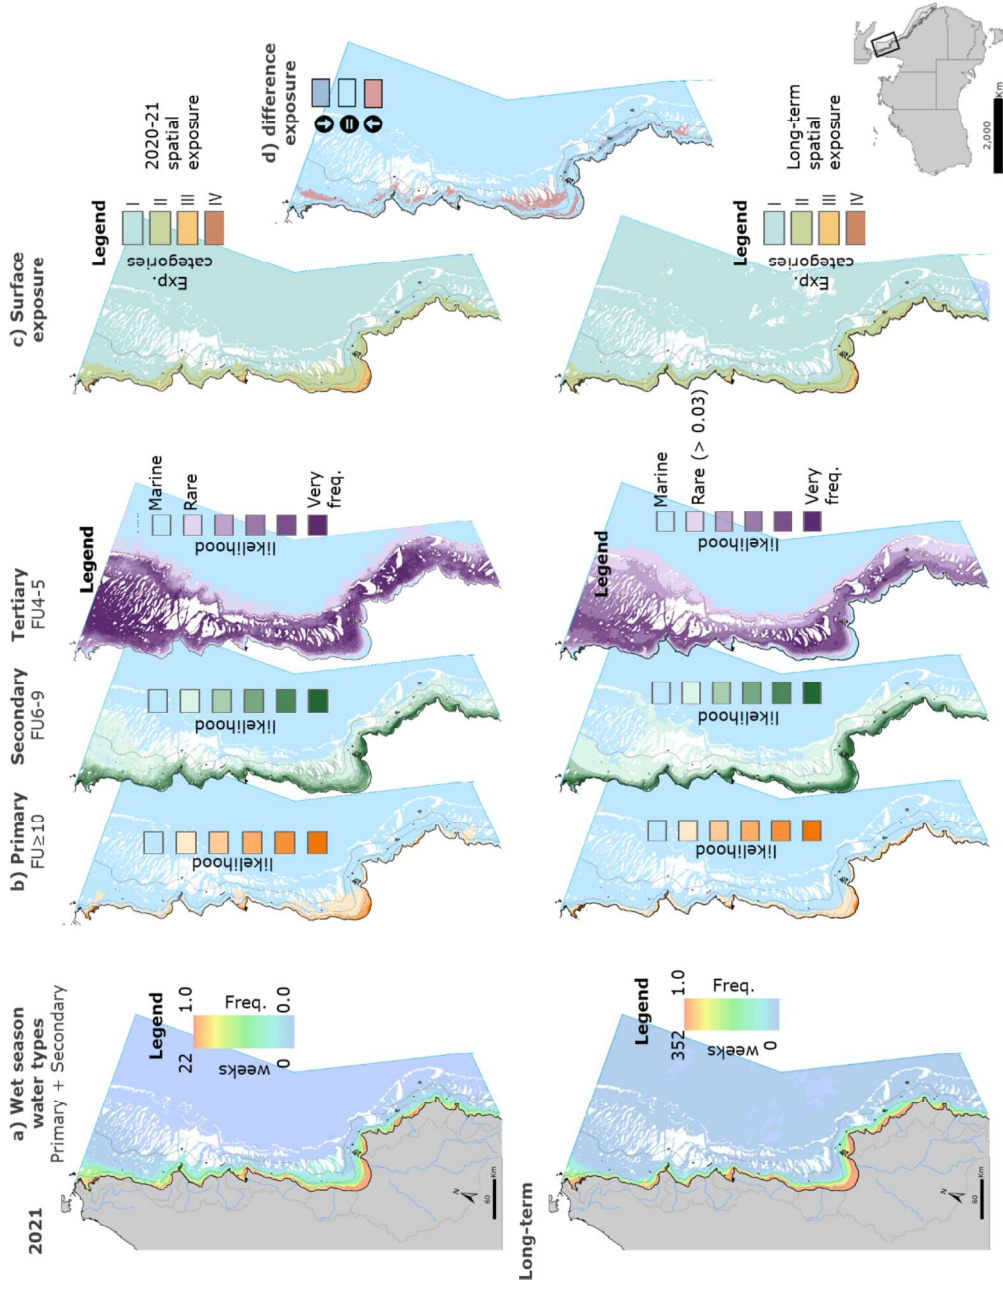 2021
a) Wet season
water types
Primary + Secondary
Legend
22
1.0
weeks
Freq.
0
0.0
N
60
Km
b) Primary
FU≥10
likelihood
Secondary
FU6-9
likelihood
Tertiary
FU4-5
Legend
Marine
Rare
likelihood
Very
freq.
c) Surface
exposure
Legend
I
II
III
IV
Exp.
categories
2020-21
spatial
exposure
d) difference
exposure
=
Long-term
Legend
352
1.0
weeks
Freq.
0
0.0
N
60
Km
likelihood
likelihood
Legend
Marine
Rare (> 0.03)
likelihood
Very
freq.
Legend
I
II
III
IV
Exp.
categories
Long-term
spatial
exposure
2,000
Km